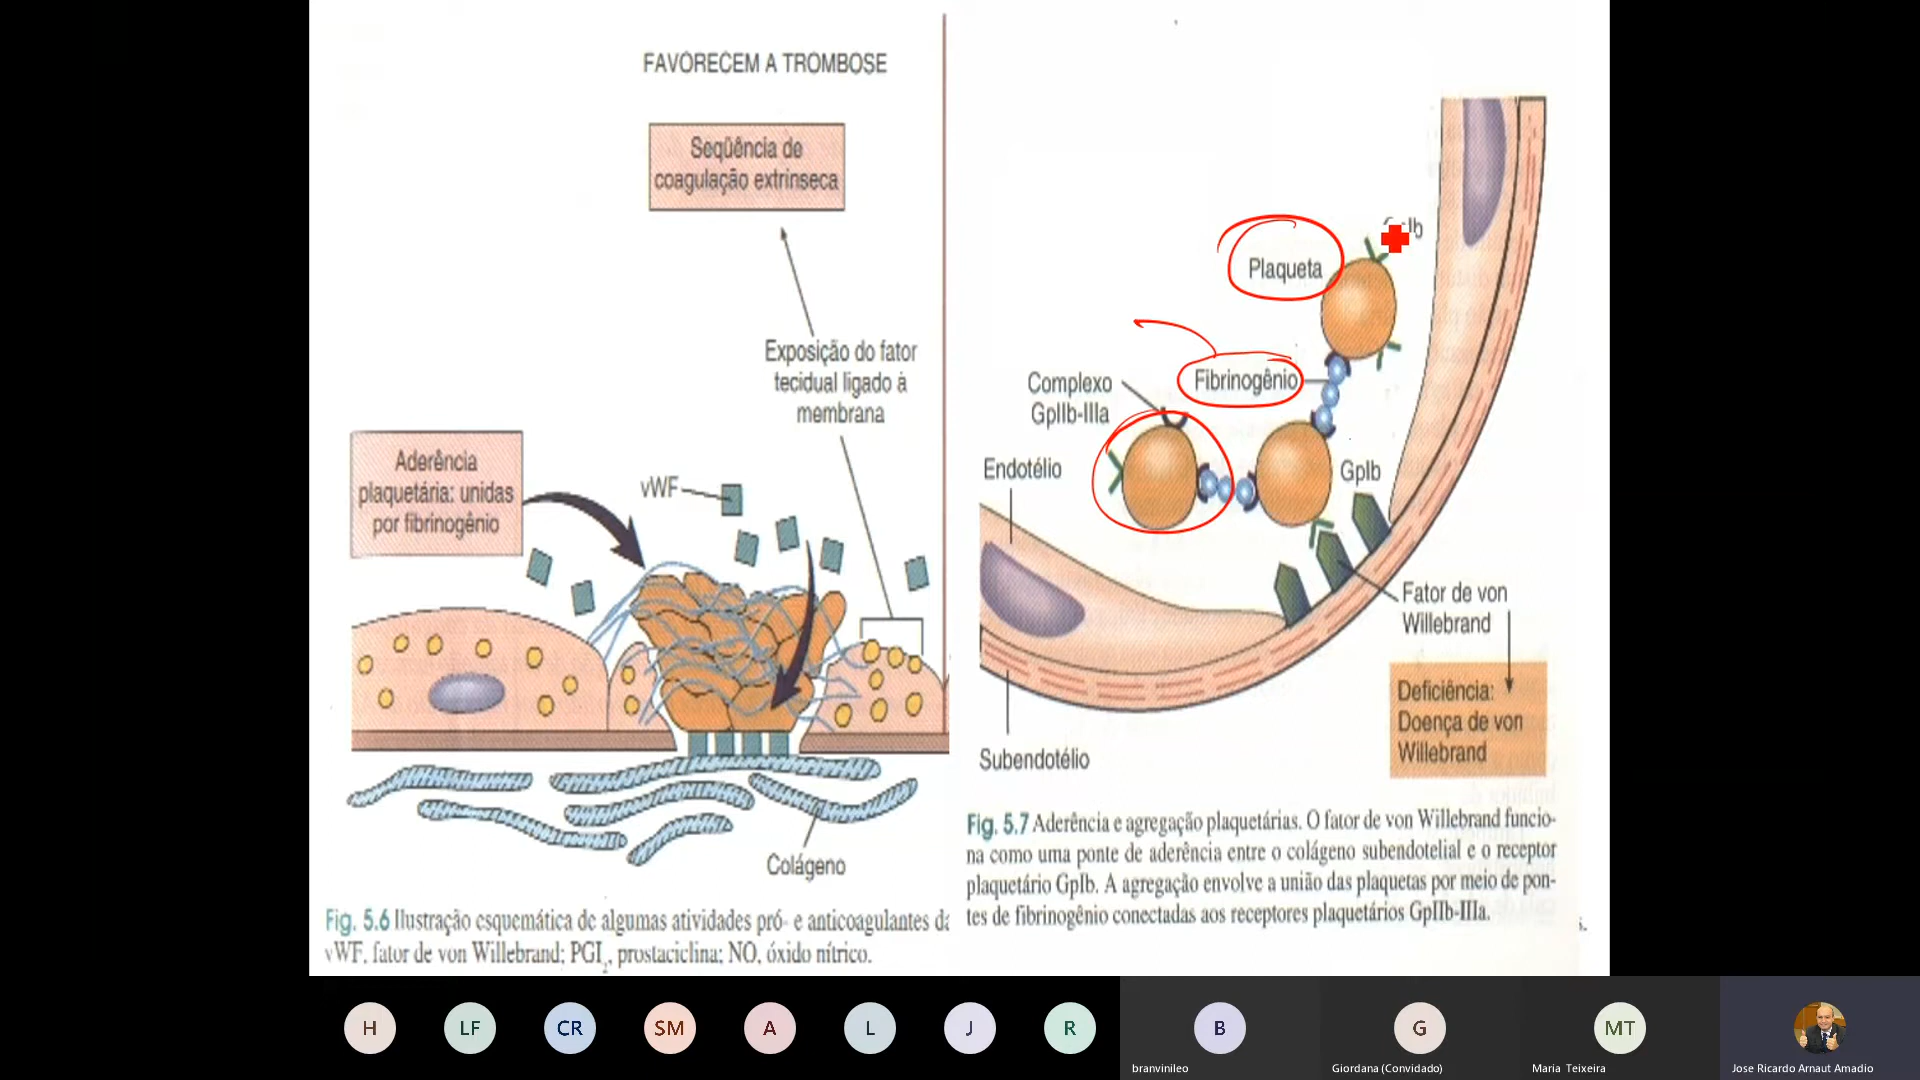 FAVORECEM A TROMBOSE
Seqüência de
coagulação extrinseca
Exposição do fator
tecidual ligado à
membrana
Aderência
plaquetária: unidas
por fibrinogênio
vWF
Colágeno
Fig. 5.6 Ilustração esquemática de algumas atividades pró- e anticoagulantes da
vWF, fator de von Willebrand; PGI2, prostaciclina; NO, óxido nítrico.
Plaqueta
Fibrinogênio
Complexo
GpIIb-IIIa
Endotélio
GpIb
Fator de von
Willebrand
Deficiência:
Doença de von
Willebrand
Subendotélio
Fig. 5.7 Aderência e agregação plaquetárias. O fator de von Willebrand funcio-
na como uma ponte de aderência entre o colágeno subendotelial e o receptor
plaquetário GpIb. A agregação envolve a união das plaquetas por meio de pon-
tes de fibrinogênio conectadas aos receptores plaquetários GpIIb-IIIa.
H
LF
CR
SM
A
L
J
R
B
G
MT
branvinileo
Giordana (Convidado)
Maria Teixeira
Jose Ricardo Arnaut Amadio